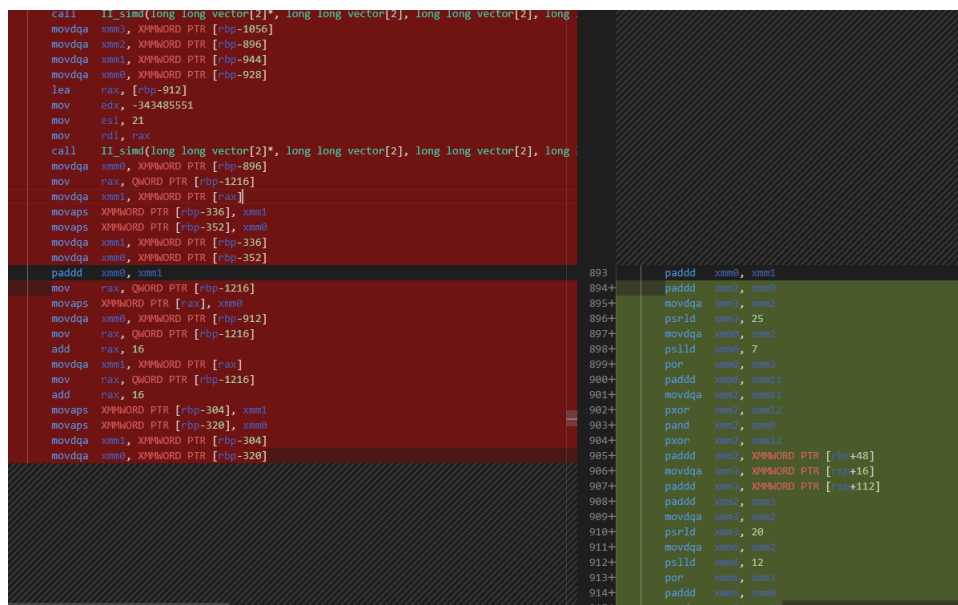 call II_simd(long long vector[2]*, long long vector[2], long long vector[2], long
movdqa xmm3, XMMWORD PTR [rbp-1056]
movdqa xmm2, XMMWORD PTR [rbp-896]
movdqa xmm1, XMMWORD PTR [rbp-944]
movdqa xmm0, XMMWORD PTR [rbp-928]
lea rax, [rbp-912]
mov edx, -343485551
mov esi, 21
mov rdi, rax
call II_simd(long long vector[2]*, long long vector[2], long long vector[2], long
movdqa xmm0, XMMWORD PTR [rbp-896]
mov rax, QWORD PTR [rbp-1216]
movdqa xmm1, XMMWORD PTR [rax]
movaps XMMWORD PTR [rbp-336], xmm1
movaps XMMWORD PTR [rbp-352], xmm0
movdqa xmm1, XMMWORD PTR [rbp-336]
movdqa xmm0, XMMWORD PTR [rbp-352]
paddd xmm0, xmm1
mov rax, QWORD PTR [rbp-1216]
movaps XMMWORD PTR [rax], xmm0
movdqa xmm0, XMMWORD PTR [rbp-912]
mov rax, QWORD PTR [rbp-1216]
add rax, 16
movdqa xmm1, XMMWORD PTR [rax]
mov rax, QWORD PTR [rbp-1216]
add rax, 16
movaps XMMWORD PTR [rbp-304], xmm1
movaps XMMWORD PTR [rbp-320], xmm0
movdqa xmm1, XMMWORD PTR [rbp-304]
movdqa xmm0, XMMWORD PTR [rbp-320]
893 paddd xmm0, xmm1
894+ paddd xmm2, xmm0
895+ movdqa xmm3, xmm2
896+ psrld xmm3, 25
897+ movdqa xmm0, xmm2
898+ pslld xmm0, 7
899+ por xmm0, xmm3
900+ paddd xmm0, xmm11
901+ movdqa xmm2, xmm11
902+ pxor xmm2, xmm12
903+ pand xmm2, xmm0
904+ pxor xmm2, xmm12
905+ paddd xmm2, XMMWORD PTR [rbx+48]
906+ movdqa xmm3, XMMWORD PTR [rsp+16]
907+ paddd xmm3, XMMWORD PTR [rsp+112]
908+ paddd xmm2, xmm3
909+ movdqa xmm3, xmm2
910+ psrld xmm3, 20
911+ movdqa xmm6, xmm2
912+ pslld xmm6, 12
913+ por xmm6, xmm3
914+ paddd xmm6, xmm0